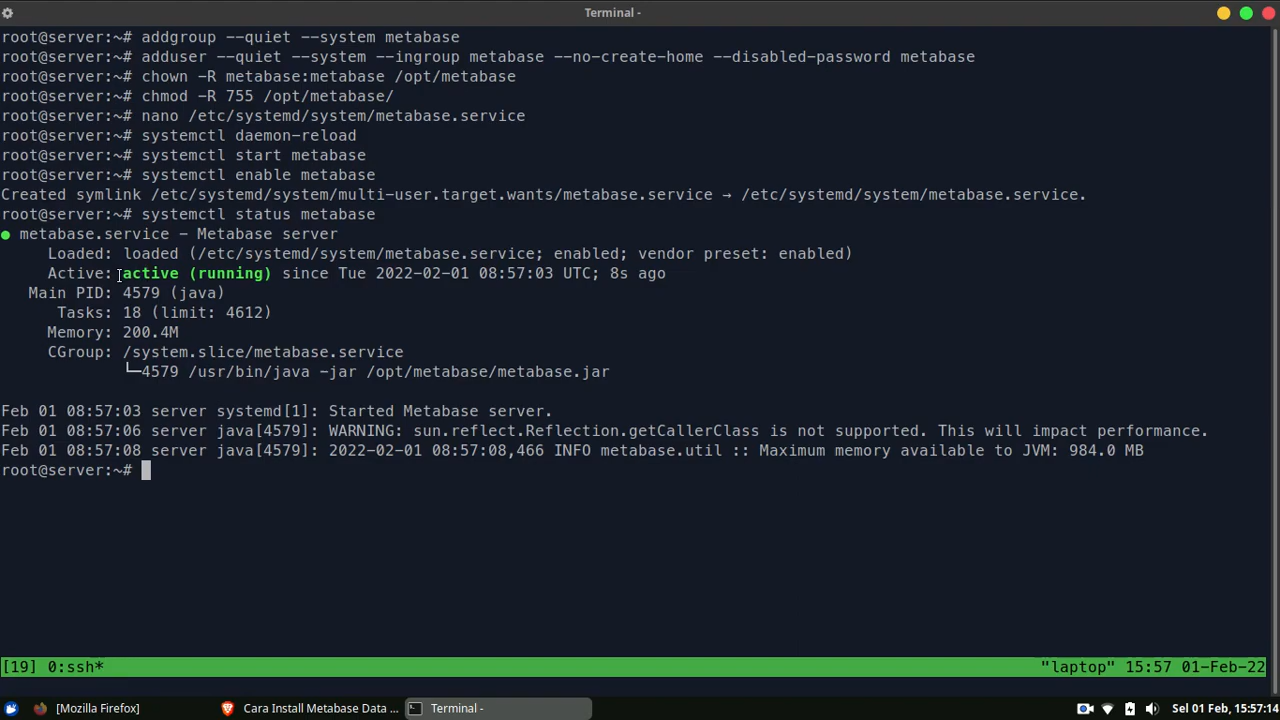 Terminal -
root@server:~# addgroup --quiet --system metabase
root@server:~# adduser --quiet --system --ingroup metabase --no-create-home --disabled-password metabase
root@server:~# chown -R metabase:metabase /opt/metabase
root@server:~# chmod -R 755 /opt/metabase/
root@server:~# nano /etc/systemd/system/metabase.service
root@server:~# systemctl daemon-reload
root@server:~# systemctl start metabase
root@server:~# systemctl enable metabase
Created symlink /etc/systemd/system/multi-user.target.wants/metabase.service → /etc/systemd/system/metabase.service.
root@server:~# systemctl status metabase
● metabase.service - Metabase server
Loaded: loaded (/etc/systemd/system/metabase.service; enabled; vendor preset: enabled)
Active: active (running) since Tue 2022-02-01 08:57:03 UTC; 8s ago
Main PID: 4579 (java)
Tasks: 18 (limit: 4612)
Memory: 200.4M
CGroup: /system.slice/metabase.service
└─4579 /usr/bin/java -jar /opt/metabase/metabase.jar
Feb 01 08:57:03 server systemd[1]: Started Metabase server.
Feb 01 08:57:06 server java[4579]: WARNING: sun.reflect.Reflection.getCallerClass is not supported. This will impact performance.
Feb 01 08:57:08 server java[4579]: 2022-02-01 08:57:08,466 INFO metabase.util :: Maximum memory available to JVM: 984.0 MB
root@server:~#
[19] 0:ssh* "laptop" 15:57 01-Feb-22
[Mozilla Firefox] Cara Install Metabase Data ... Terminal - Sel 01 Feb, 15:57:14